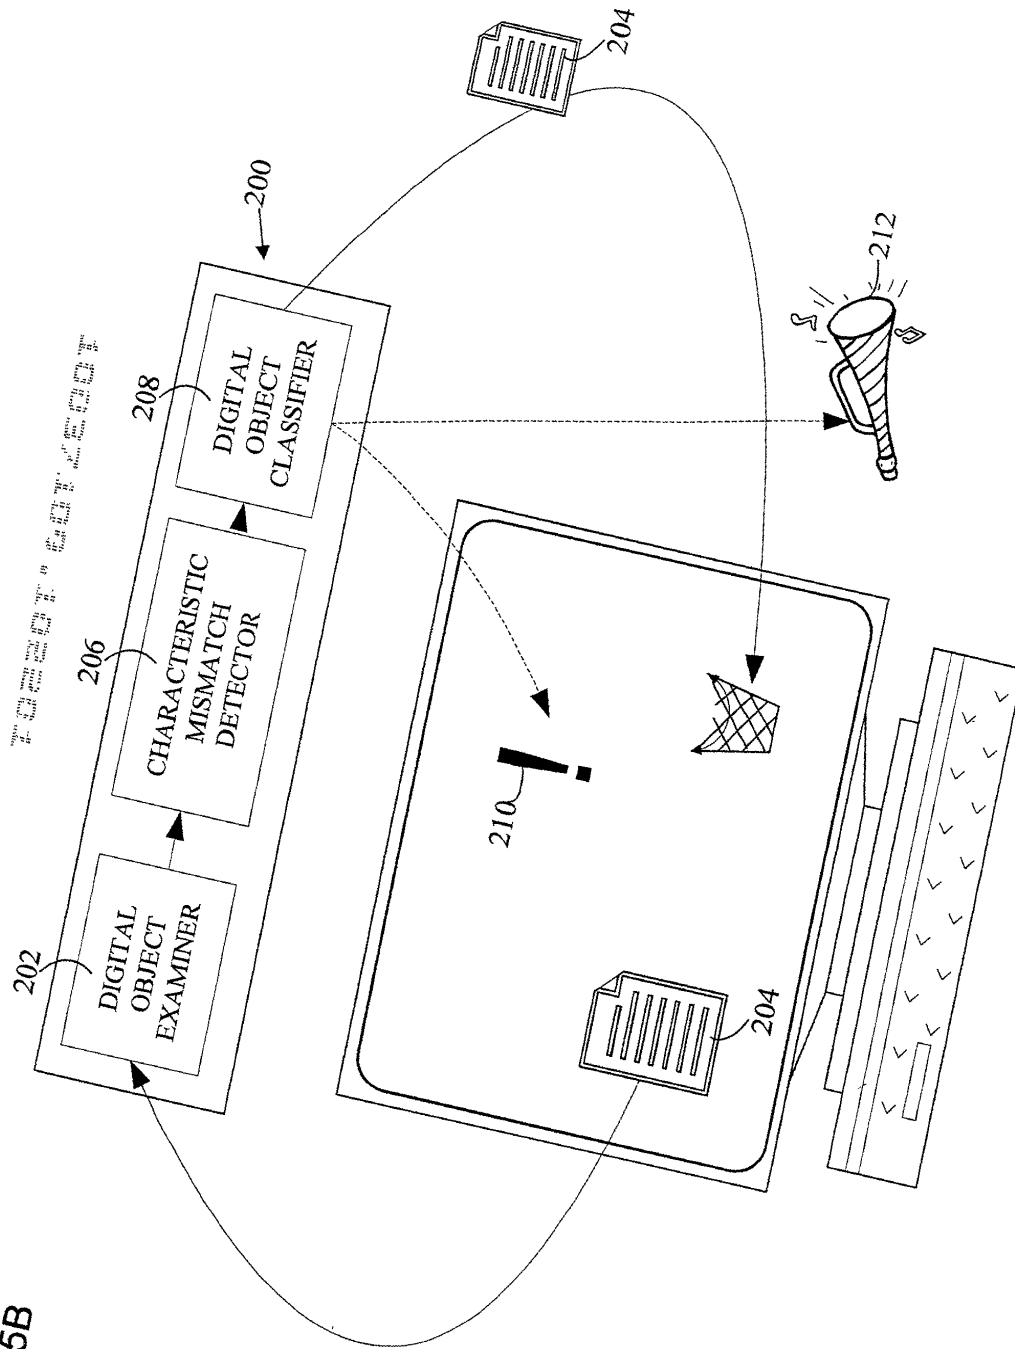 200
202
DIGITAL
OBJECT
EXAMINER
206
CHARACTERISTIC
MISMATCH
DETECTOR
208
DIGITAL
OBJECT
CLASSIFIER
204
210
204
212
5B